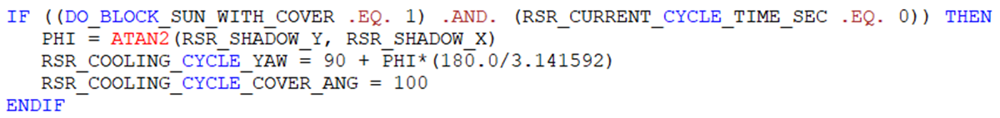 IF ((DO_BLOCK_SUN_WITH_COVER .EQ. 1) .AND. (RSR_CURRENT_CYCLE_TIME_SEC .EQ. 0)) THEN
PHI = ATAN2(RSR_SHADOW_Y, RSR_SHADOW_X)
RSR_COOLING_CYCLE_YAW = 90 + PHI*(180.0/3.141592)
RSR_COOLING_CYCLE_COVER_ANG = 100
ENDIF